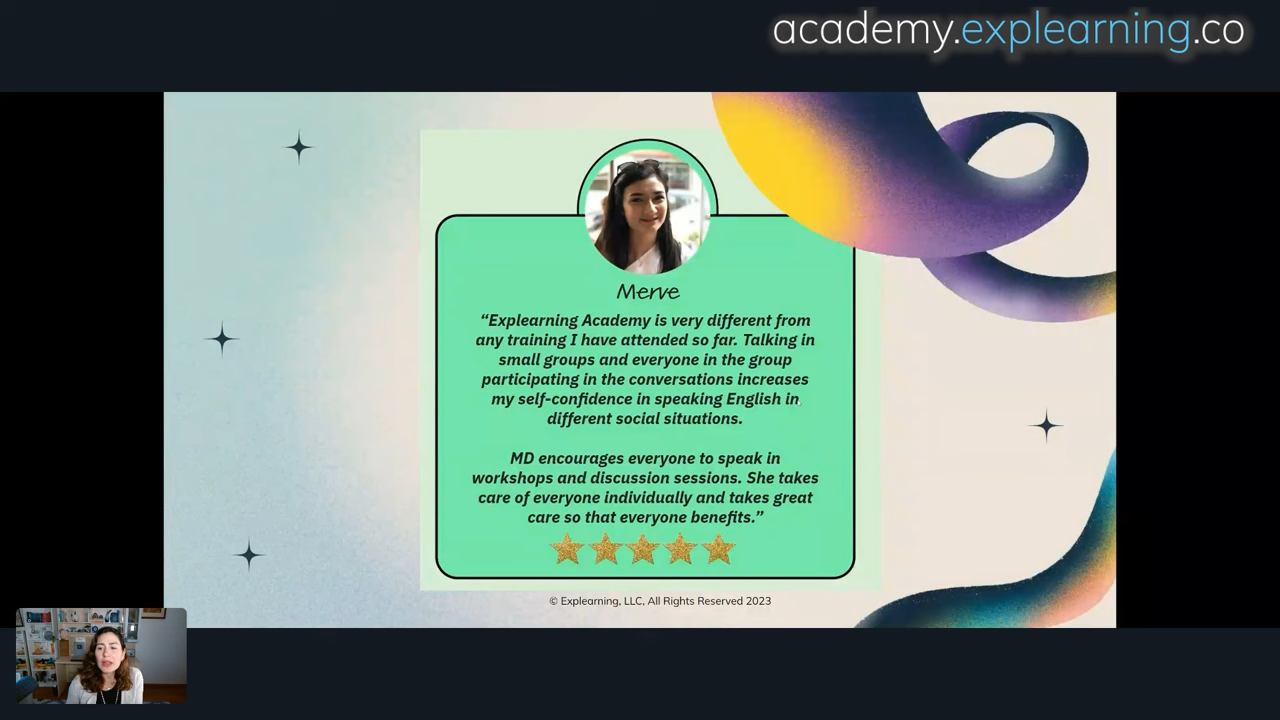 academy.explearning.co
Merve
“Explearning Academy is very different from
any training I have attended so far. Talking in
small groups and everyone in the group
participating in the conversations increases
my self-confidence in speaking English in
different social situations.
MD encourages everyone to speak in
workshops and discussion sessions. She takes
care of everyone individually and takes great
care so that everyone benefits.”
© Explearning, LLC, All Rights Reserved 2023